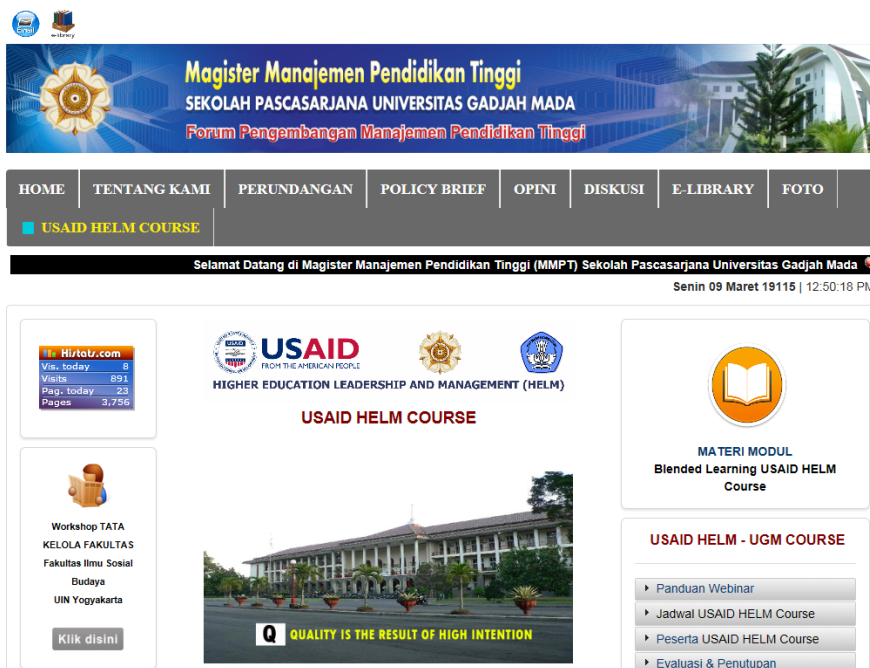 Email
e-library
Magister Manajemen Pendidikan Tinggi
SEKOLAH PASCASARJANA UNIVERSITAS GADJAH MADA
Forum Pengembangan Manajemen Pendidikan Tinggi
HOME TENTANG KAMI PERUNDANGAN POLICY BRIEF OPINI DISKUSI E-LIBRARY FOTO
USAID HELM COURSE
Selamat Datang di Magister Manajemen Pendidikan Tinggi (MMPT) Sekolah Pascasarjana Universitas Gadjah Mada
Senin 09 Maret 19115 | 12:50:18 PM
Histats.com
Vis. today 8
Visits 891
Pag. today 23
Pages 3,756
Workshop TATA
KELOLA FAKULTAS
Fakultas Ilmu Sosial
Budaya
UIN Yogyakarta
Klik disini
USAID
FROM THE AMERICAN PEOPLE
HIGHER EDUCATION LEADERSHIP AND MANAGEMENT (HELM)
USAID HELM COURSE
Q QUALITY IS THE RESULT OF HIGH INTENTION
MATERI MODUL
Blended Learning USAID HELM
Course
USAID HELM - UGM COURSE
Panduan Webinar
Jadwal USAID HELM Course
Peserta USAID HELM Course
Evaluasi & Penutupan